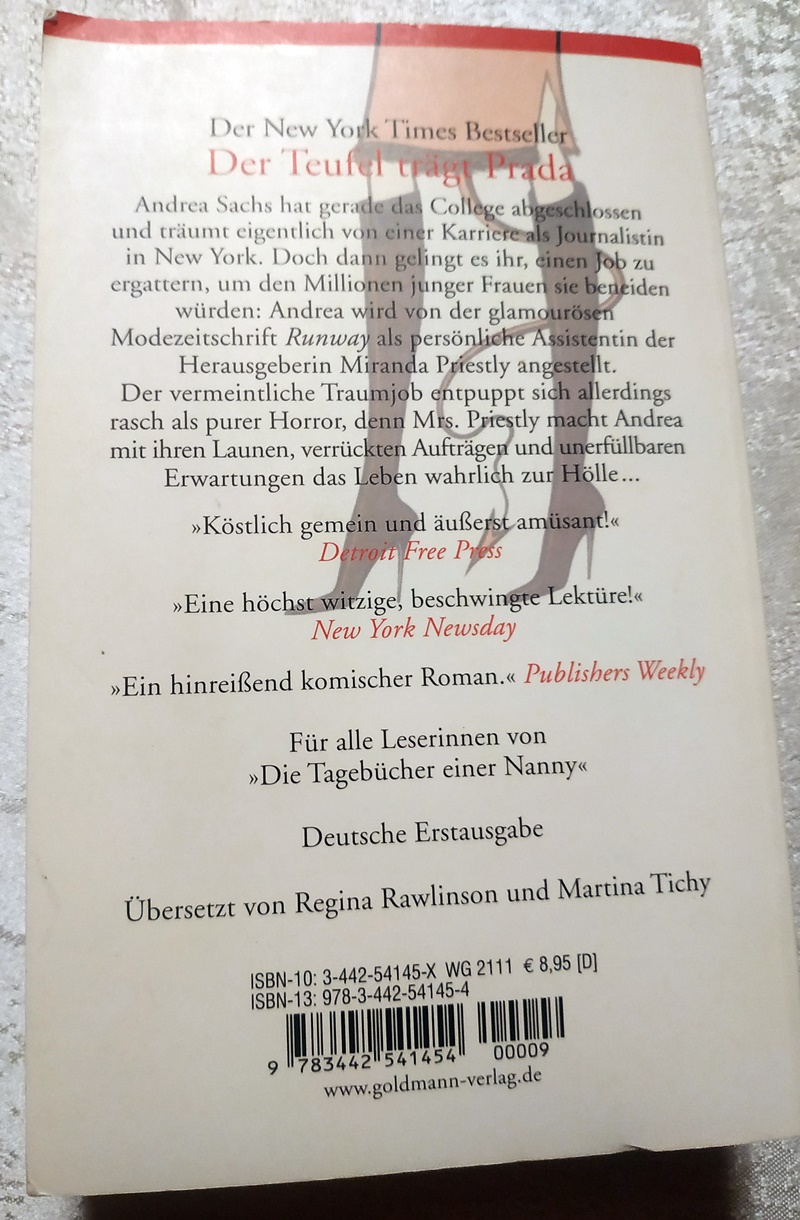 Der New York Times Bestseller
Der Teufel trägt Prada
Andrea Sachs hat gerade das College abgeschlossen
und träumt eigentlich von einer Karriere als Journalistin
in New York. Doch dann gelingt es ihr, einen Job zu
ergattern, um den Millionen junger Frauen sie beneiden
würden: Andrea wird von der glamourösen
Modezeitschrift Runway als persönliche Assistentin der
Herausgeberin Miranda Priestly angestellt.
Der vermeintliche Traumjob entpuppt sich allerdings
rasch als purer Horror, denn Mrs. Priestly macht Andrea
mit ihren Launen, verrückten Aufträgen und unerfüllbaren
Erwartungen das Leben wahrlich zur Hölle...
»Köstlich gemein und äußerst amüsant!«
Detroit Free Press
»Eine höchst witzige, beschwingte Lektüre!«
New York Newsday
»Ein hinreißend komischer Roman.« Publishers Weekly
Für alle Leserinnen von
»Die Tagebücher einer Nanny«
Deutsche Erstausgabe
Übersetzt von Regina Rawlinson und Martina Tichy
ISBN-10: 3-442-54145-X WG 2111 € 8,95 [D]
ISBN-13: 978-3-442-54145-4
9 783442 541454 00009
www.goldmann-verlag.de